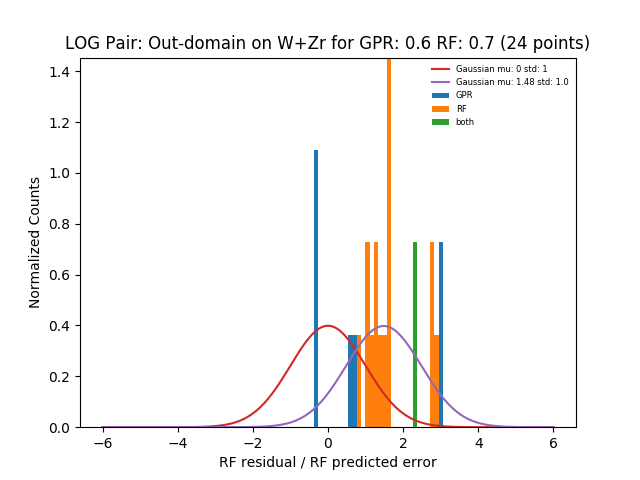 LOG Pair: Out-domain on W+Zr for GPR: 0.6 RF: 0.7 (24 points)
Gaussian mu: 0 std: 1
Gaussian mu: 1.48 std: 1.0
GPR
RF
both
1.4
1.2
1.0
0.8
0.6
0.4
0.2
0.0
Normalized Counts
−6 −4 −2 0 2 4 6
RF residual / RF predicted error